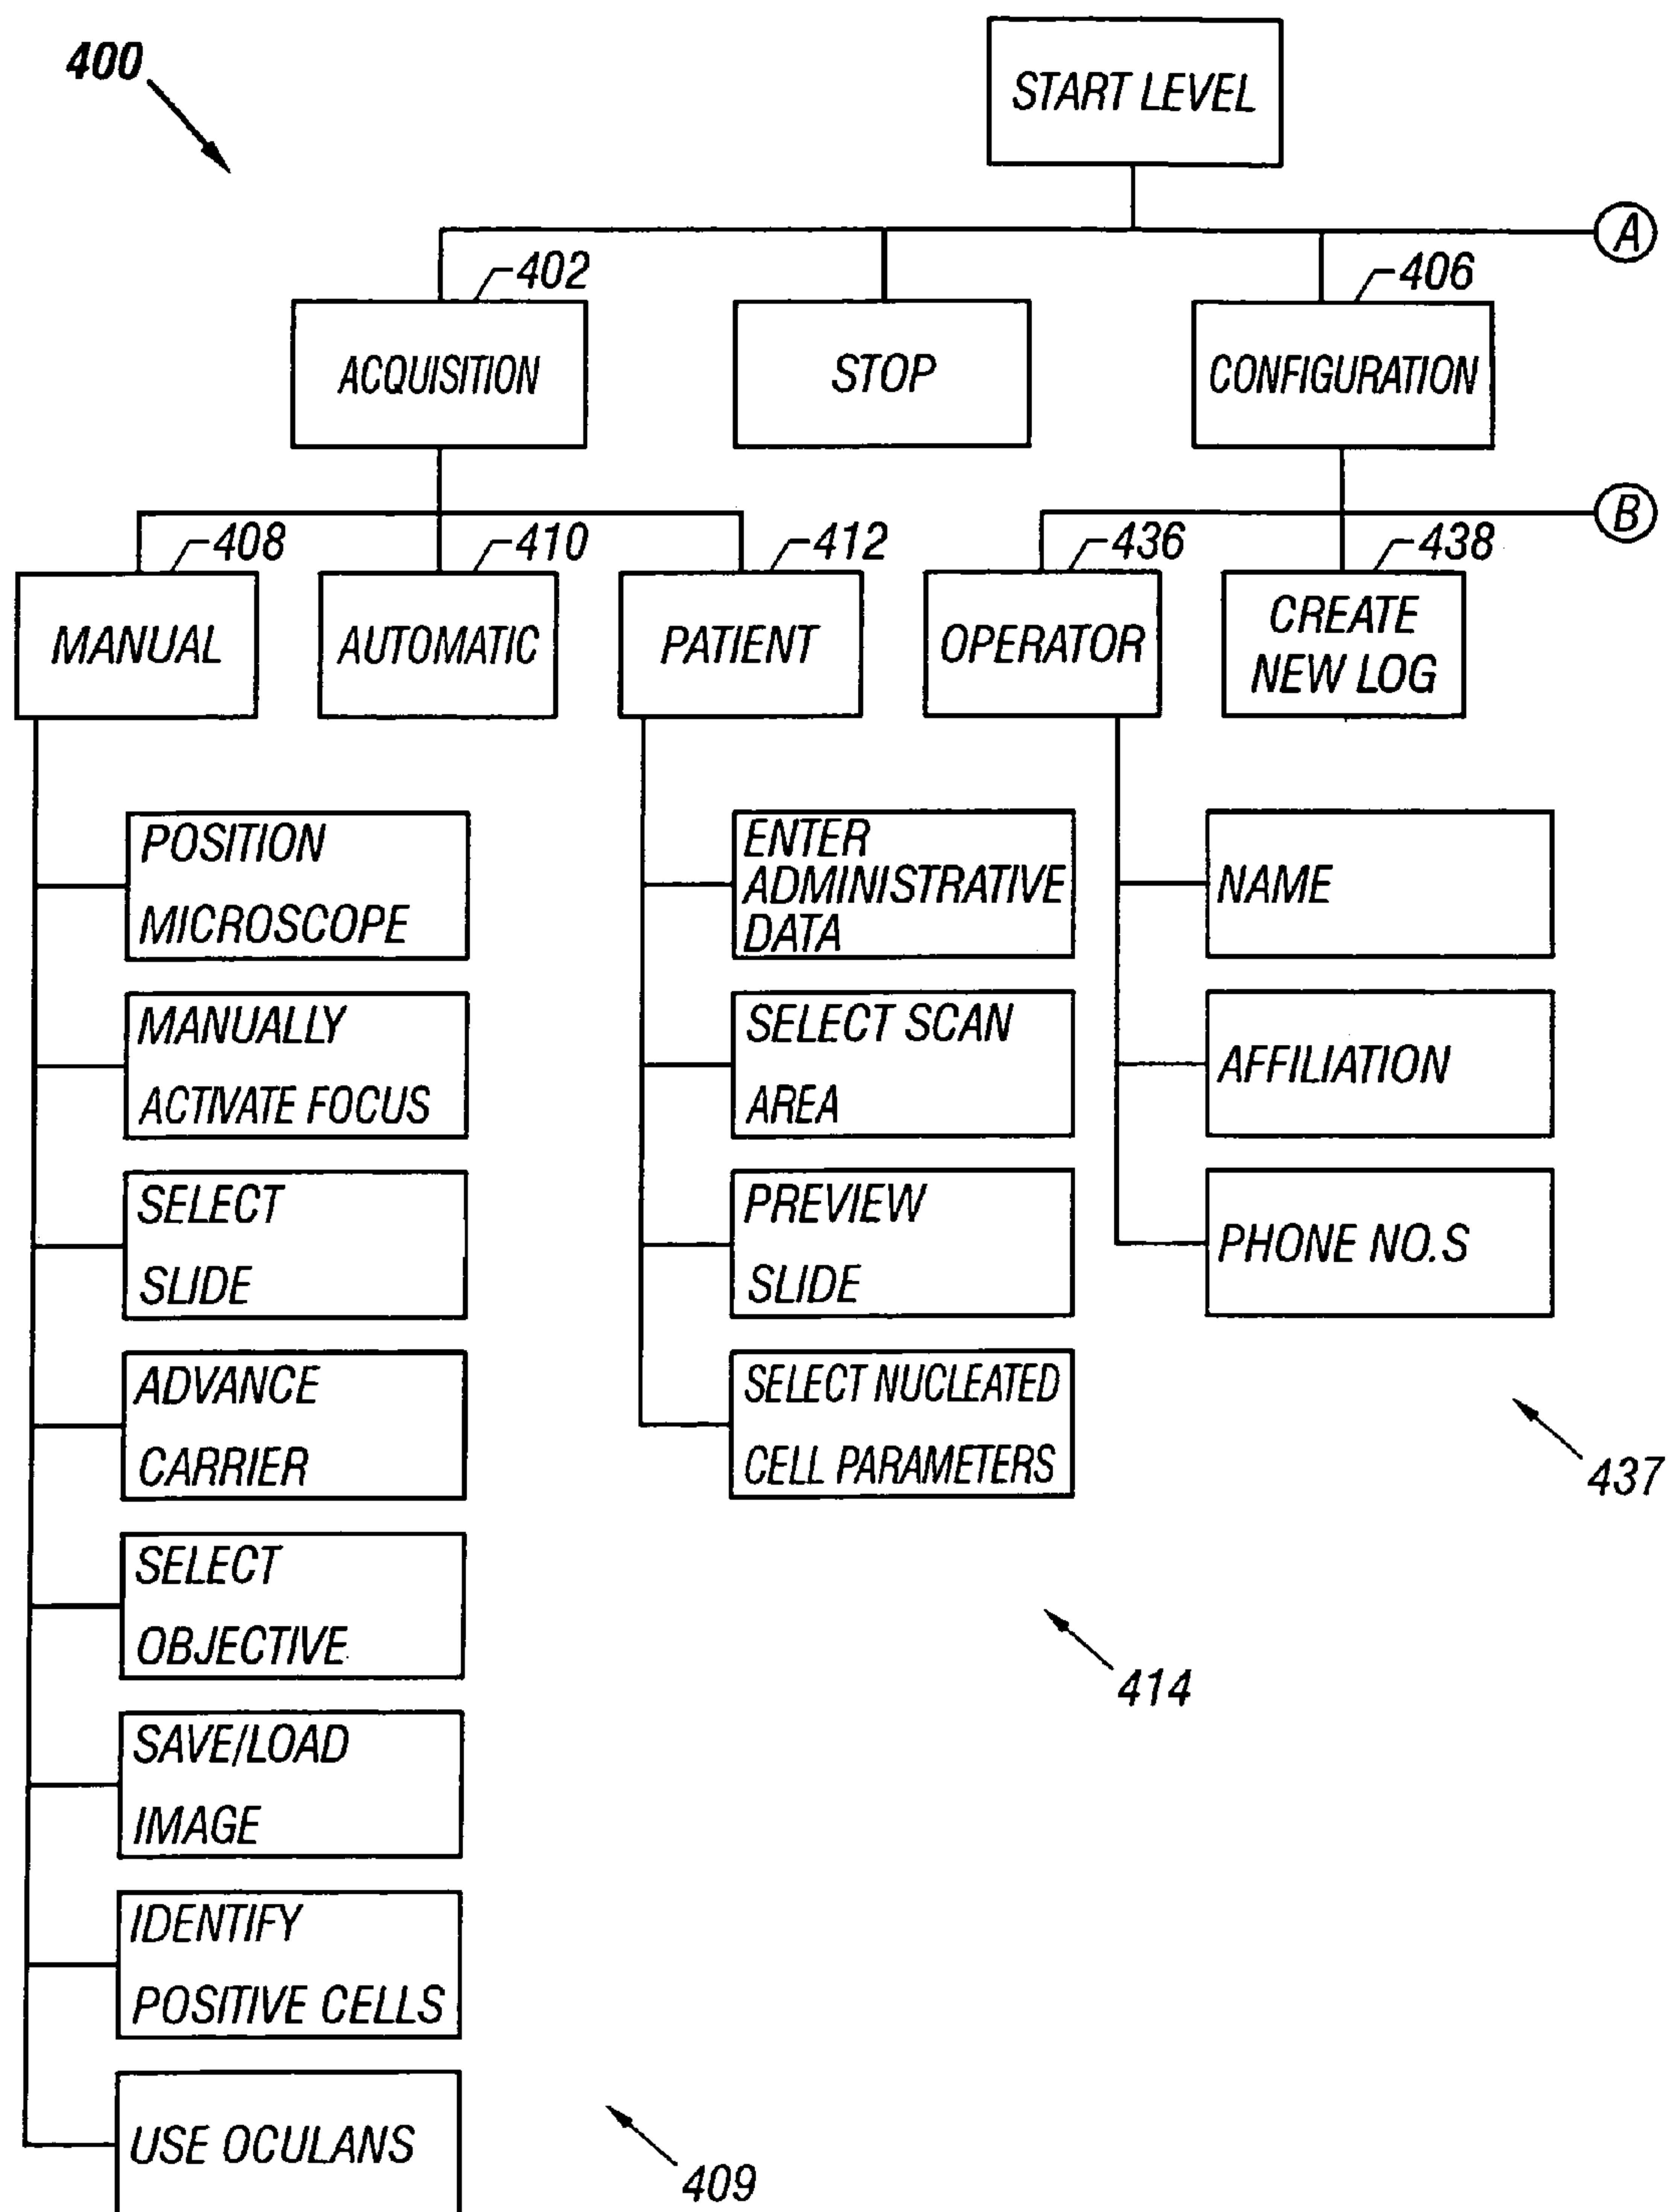 400
START LEVEL
A
402
406
ACQUISITION
STOP
CONFIGURATION
B
408
410
412
436
438
MANUAL
AUTOMATIC
PATIENT
OPERATOR
CREATE
NEW LOG
POSITION
MICROSCOPE
MANUALLY
ACTIVATE FOCUS
SELECT
SLIDE
ADVANCE
CARRIER
SELECT
OBJECTIVE
SAVE/LOAD
IMAGE
IDENTIFY
POSITIVE CELLS
USE OCULANS
409
ENTER
ADMINISTRATIVE
DATA
SELECT SCAN
AREA
PREVIEW
SLIDE
SELECT NUCLEATED
CELL PARAMETERS
414
NAME
AFFILIATION
PHONE NO.S
437